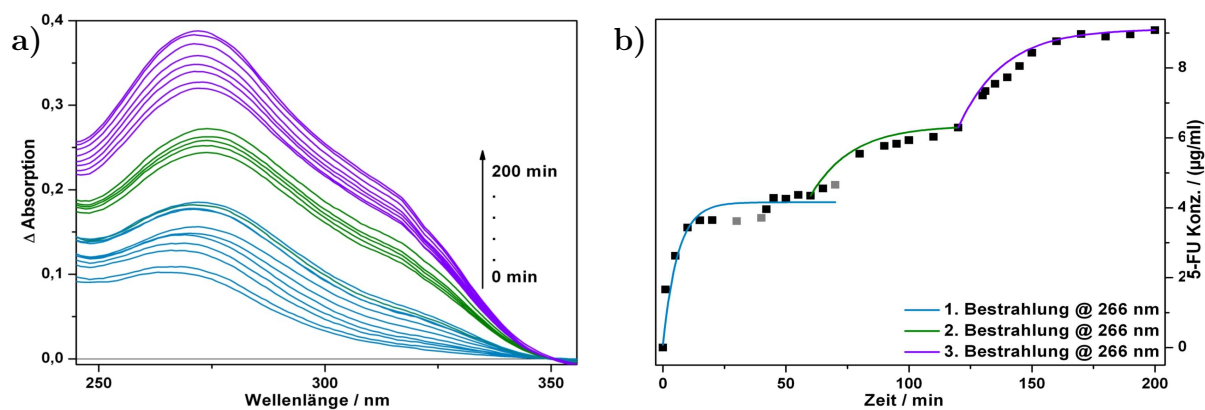 a)
0,4
0,3
0,2
0,1
0,0
Δ Absorption
200 min
.
.
.
0 min
250
300
350
Wellenlänge / nm
b)
8
6
4
2
0
5-FU Konz. / (µg/ml)
1. Bestrahlung @ 266 nm
2. Bestrahlung @ 266 nm
3. Bestrahlung @ 266 nm
0
50
100
150
200
Zeit / min